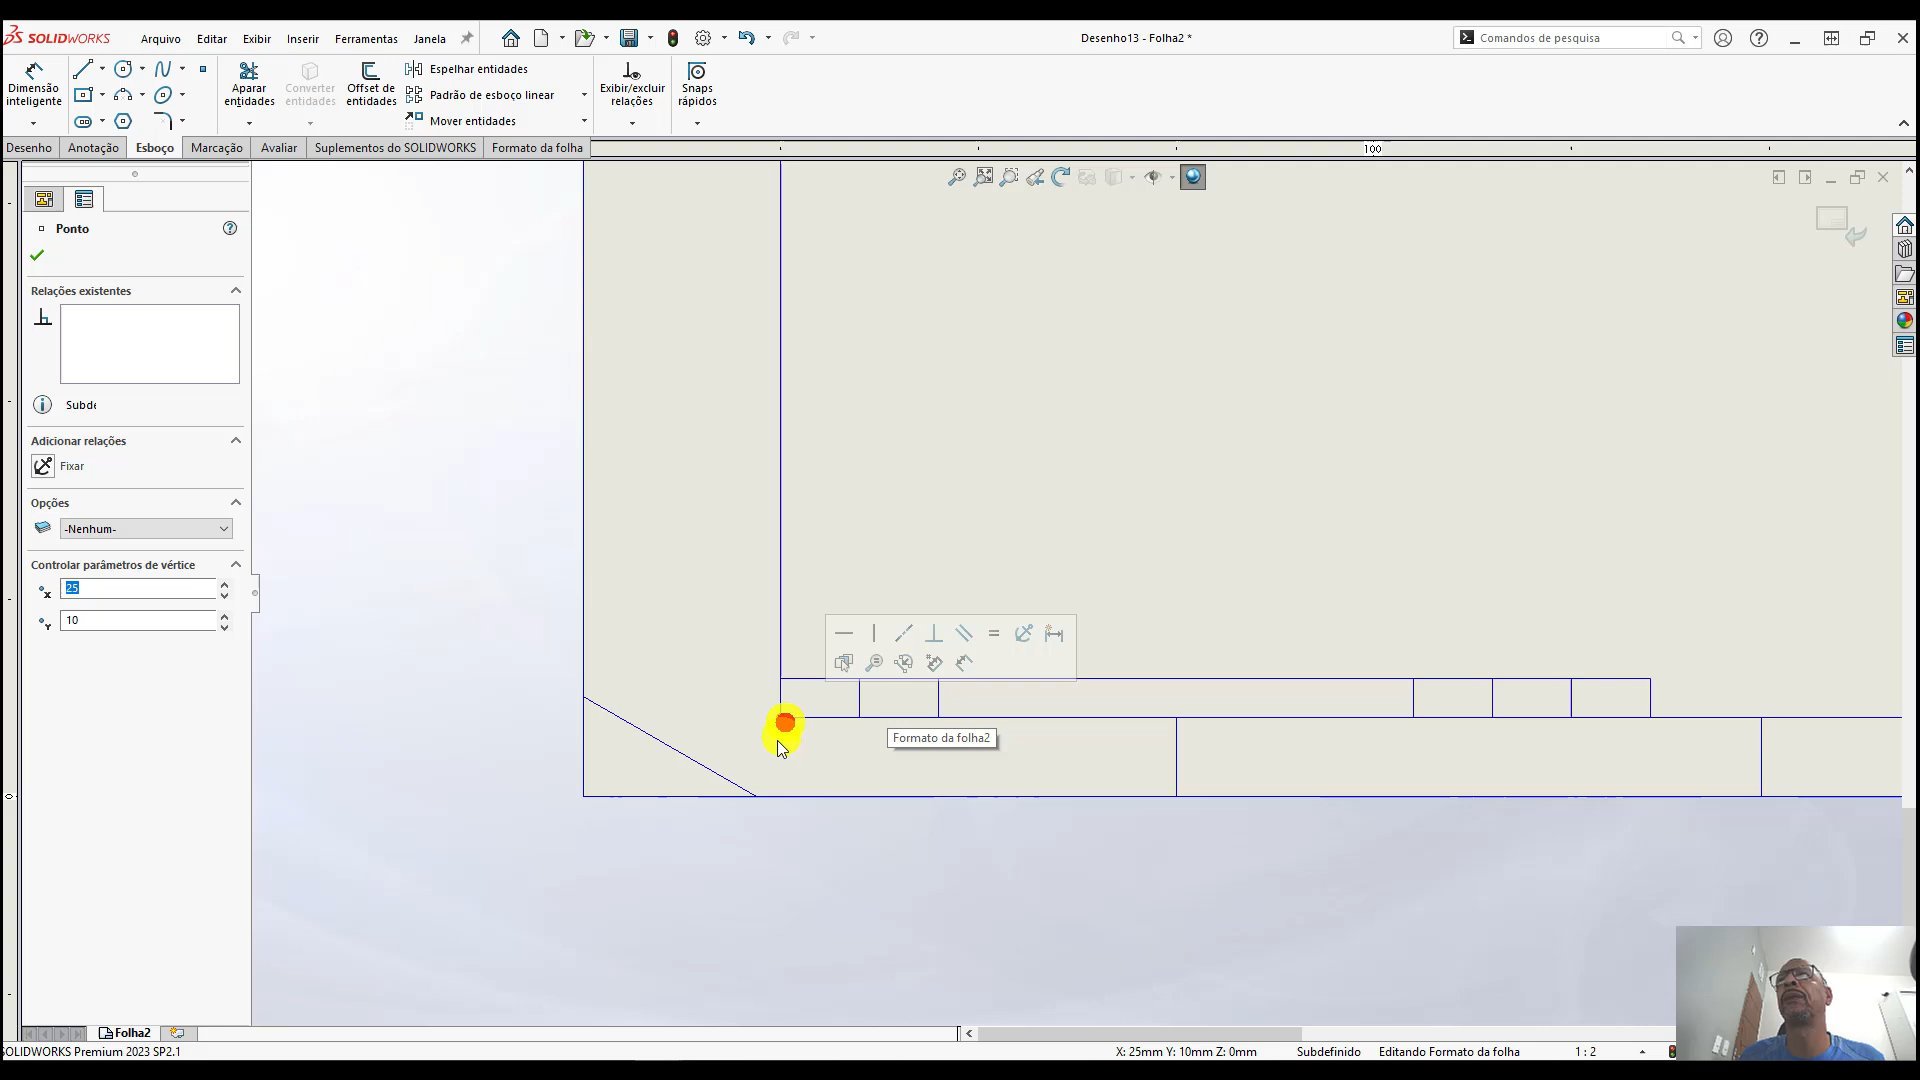 SOLIDWORKS
Arquivo Editar Exibir Inserir Ferramentas Janela
Desenho13 - Folha2 *
Comandos de pesquisa
Dimensão inteligente
Aparar entidades
Converter entidades
Offset de entidades
Espelhar entidades
Padrão de esboço linear
Mover entidades
Exibir/excluir relações
Snaps rápidos
Desenho Anotação Esboço Marcação Avaliar Suplementos do SOLIDWORKS Formato da folha
100
Ponto
Relações existentes
Subde
Adicionar relações
Fixar
Opções
-Nenhum-
Controlar parâmetros de vértice
25
10
Formato da folha2
Folha2
SOLIDWORKS Premium 2023 SP2.1
X: 25mm Y: 10mm Z: 0mm Subdefinido Editando Formato da folha 1 : 2